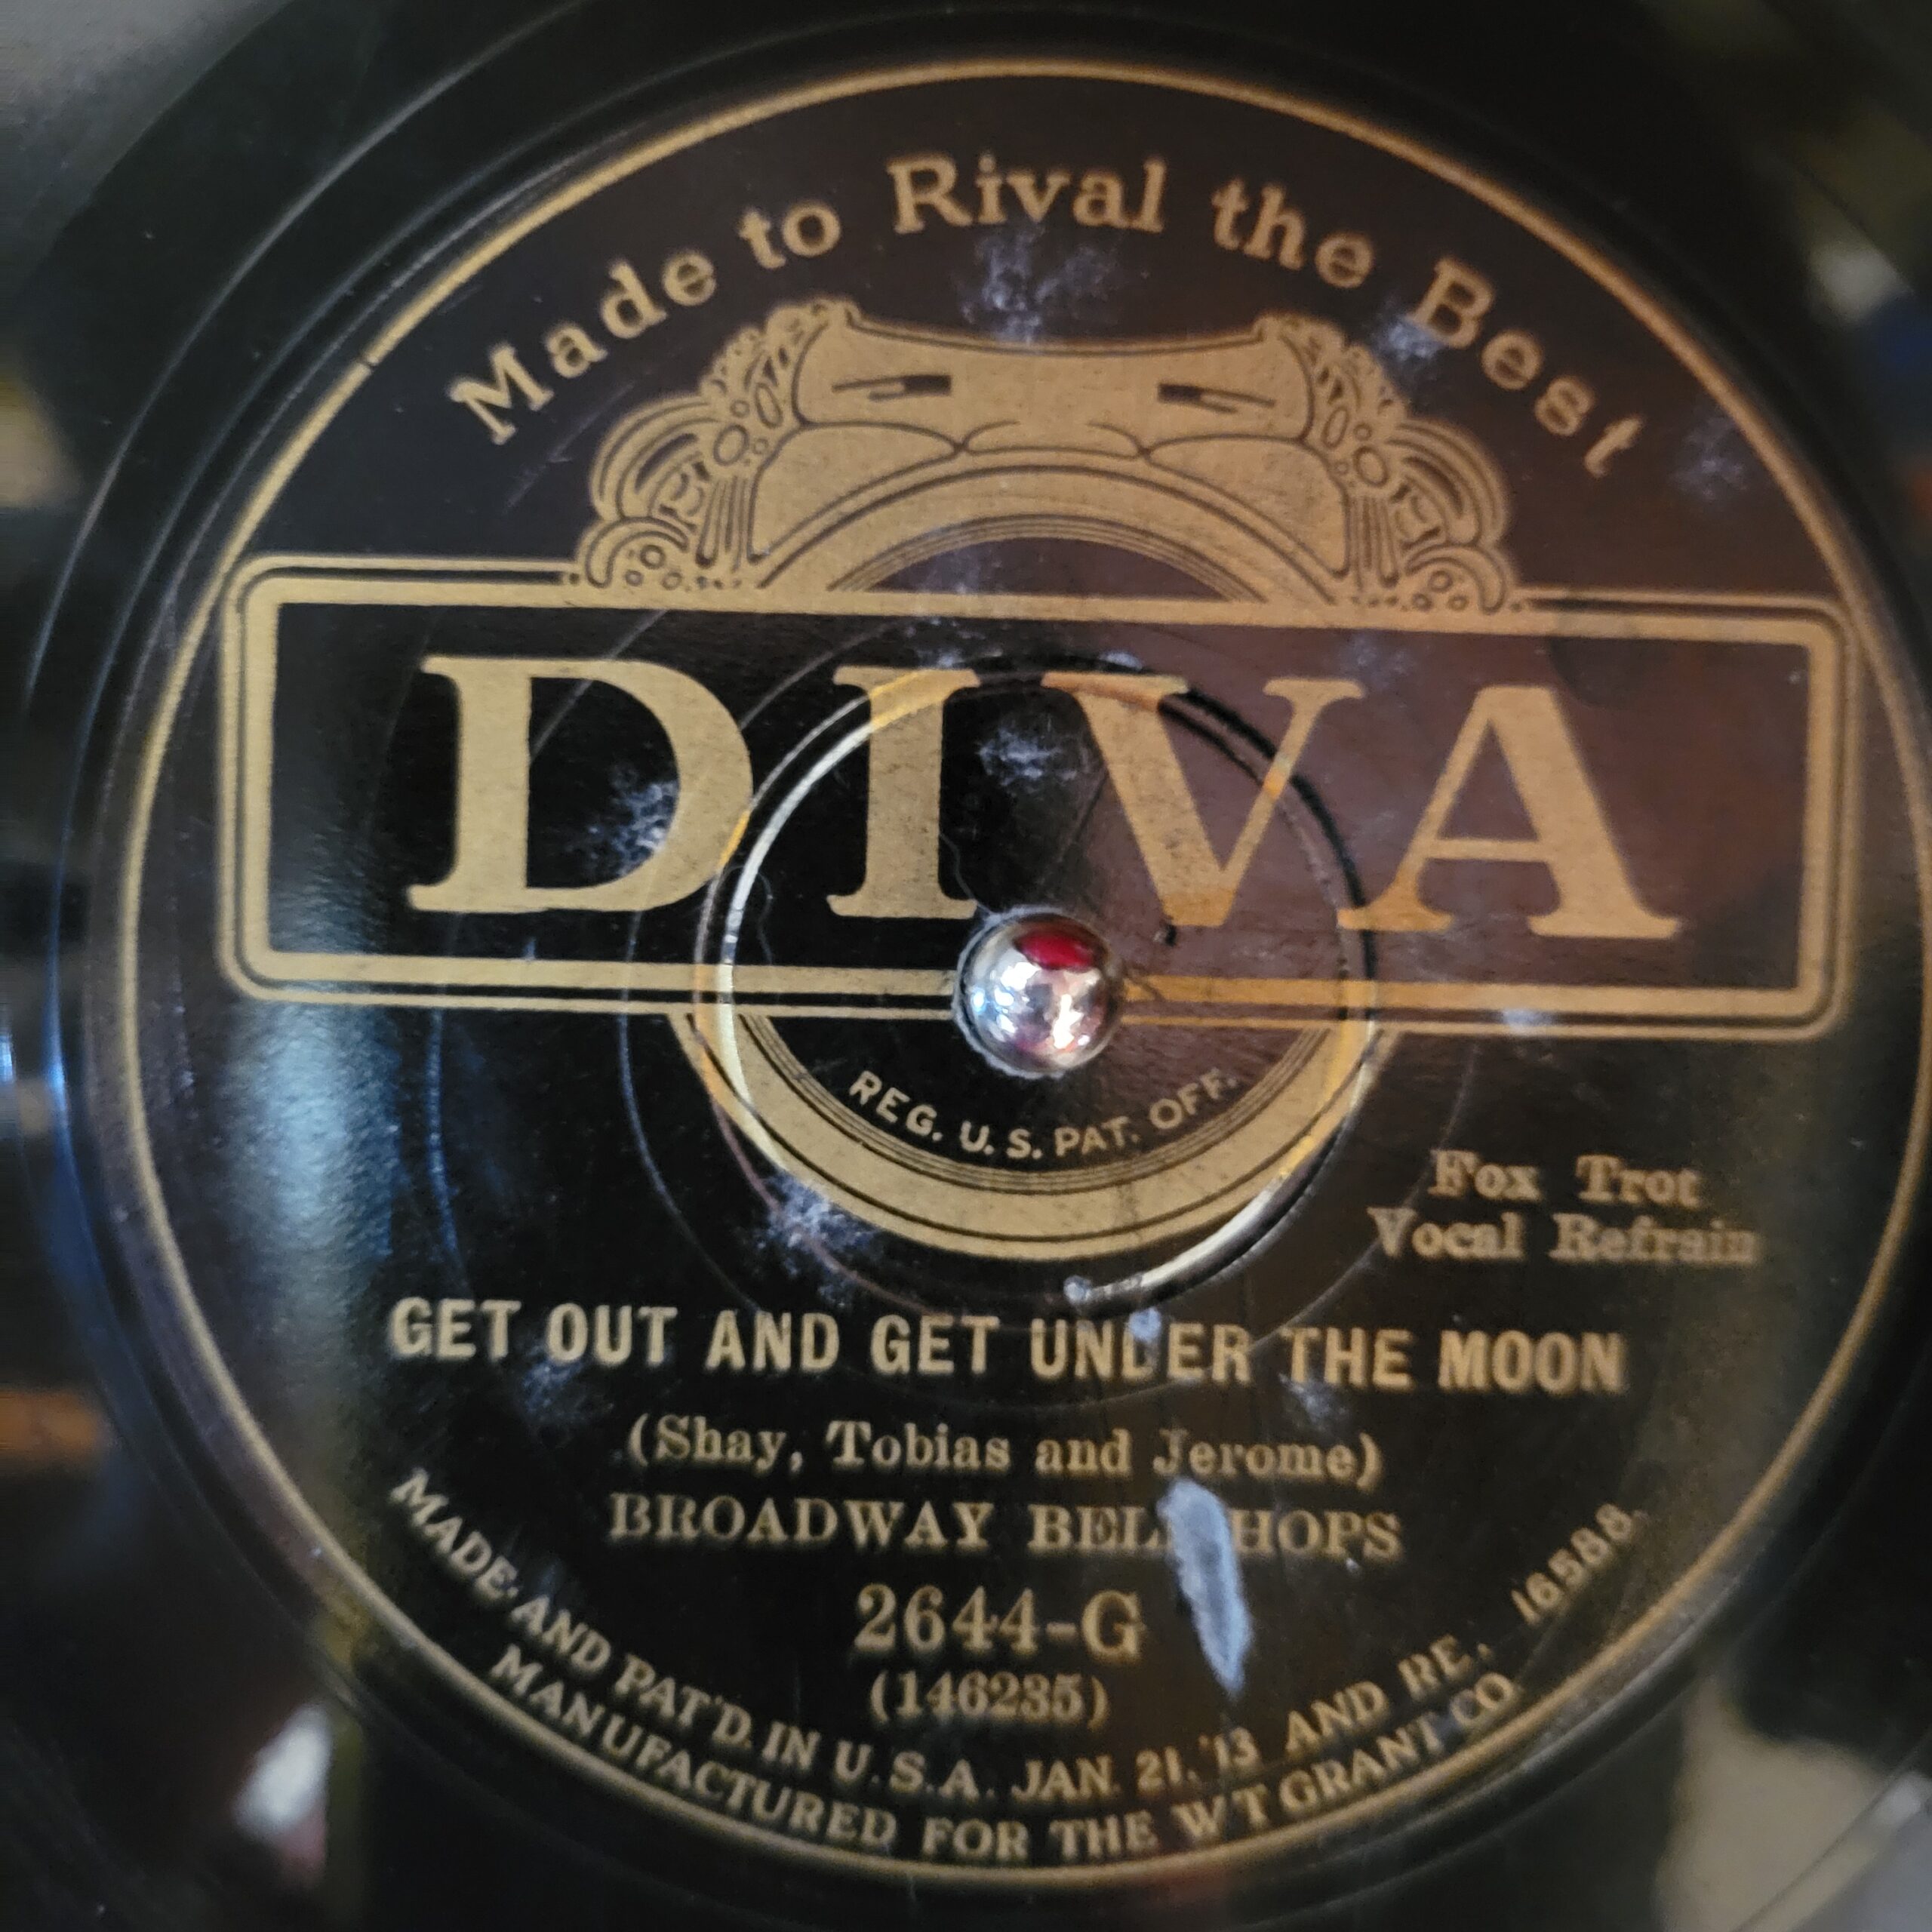 Made to Rival the Best
DIVA
REG. U.S. PAT. OFF.
Fox Trot
Vocal Refrain
GET OUT AND GET UNDER THE MOON
(Shay, Tobias and Jerome)
BROADWAY BELLHOPS
2644-G
(146235)
MADE AND PAT'D. IN U.S.A. JAN. 21, '13 AND RE. 16588.
MANUFACTURED FOR THE W T GRANT CO.